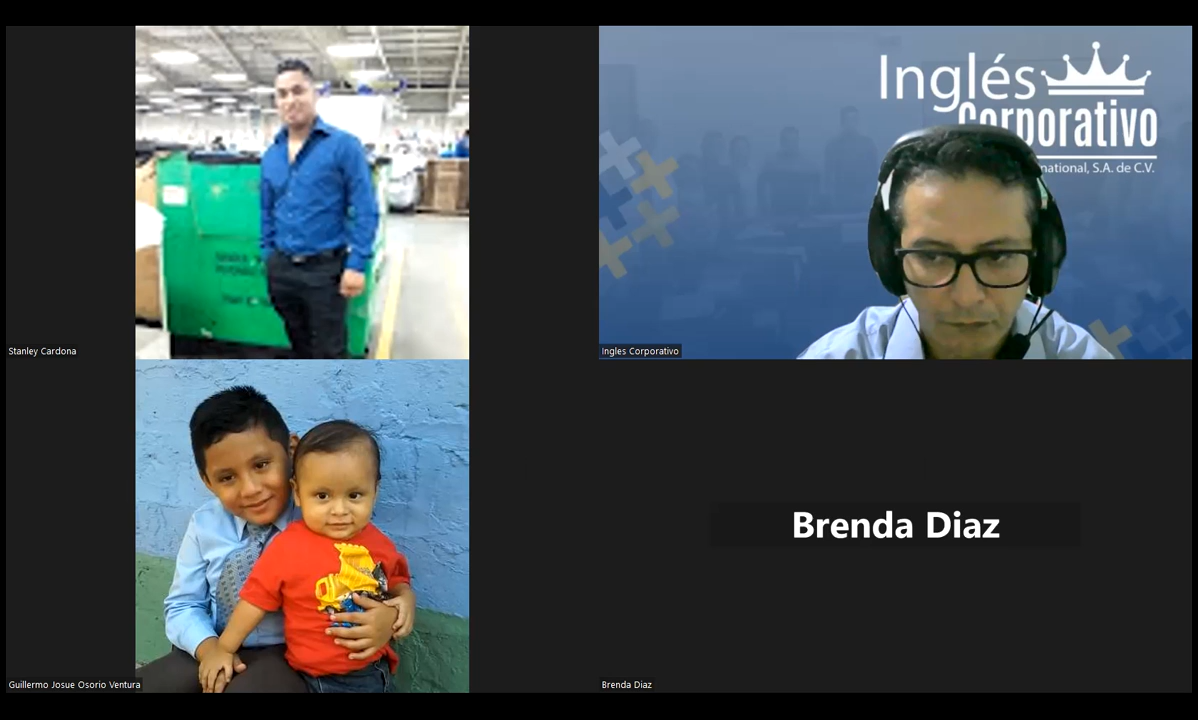 Inglés
Corporativo
national, S.A. de C.V.
Stanley Cardona
Ingles Corporativo
Brenda Diaz
Guillermo Josue Osorio Ventura
Brenda Diaz